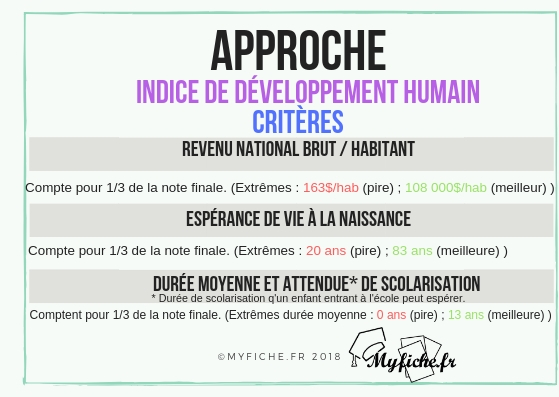 APPROCHE
INDICE DE DÉVELOPPEMENT HUMAIN
CRITÈRES
REVENU NATIONAL BRUT / HABITANT
Compte pour 1/3 de la note finale. (Extrêmes : 163$/hab (pire) ; 108 000$/hab (meilleur) )
ESPÉRANCE DE VIE À LA NAISSANCE
Compte pour 1/3 de la note finale. (Extrêmes : 20 ans (pire) ; 83 ans (meilleure) )
DURÉE MOYENNE ET ATTENDUE* DE SCOLARISATION
* Durée de scolarisation q'un enfant entrant à l'école peut espérer.
Comptent pour 1/3 de la note finale. (Extrêmes durée moyenne : 0 ans (pire) ; 13 ans (meilleure) )
©MYFICHE.FR 2018 Myfiche.fr